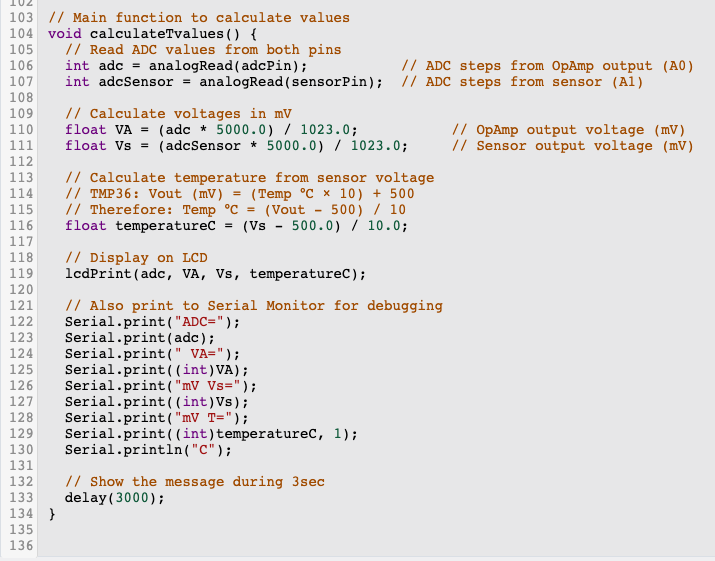 102
103 // Main function to calculate values
104 void calculateTvalues() {
105 // Read ADC values from both pins
106 int adc = analogRead(adcPin); // ADC steps from OpAmp output (A0)
107 int adcSensor = analogRead(sensorPin); // ADC steps from sensor (A1)
108
109 // Calculate voltages in mV
110 float VA = (adc * 5000.0) / 1023.0; // OpAmp output voltage (mV)
111 float Vs = (adcSensor * 5000.0) / 1023.0; // Sensor output voltage (mV)
112
113 // Calculate temperature from sensor voltage
114 // TMP36: Vout (mV) = (Temp °C × 10) + 500
115 // Therefore: Temp °C = (Vout - 500) / 10
116 float temperatureC = (Vs - 500.0) / 10.0;
117
118 // Display on LCD
119 lcdPrint(adc, VA, Vs, temperatureC);
120
121 // Also print to Serial Monitor for debugging
122 Serial.print("ADC=");
123 Serial.print(adc);
124 Serial.print(" VA=");
125 Serial.print((int)VA);
126 Serial.print("mV Vs=");
127 Serial.print((int)Vs);
128 Serial.print("mV T=");
129 Serial.print((int)temperatureC, 1);
130 Serial.println("C");
131
132 // Show the message during 3sec
133 delay(3000);
134 }
135
136